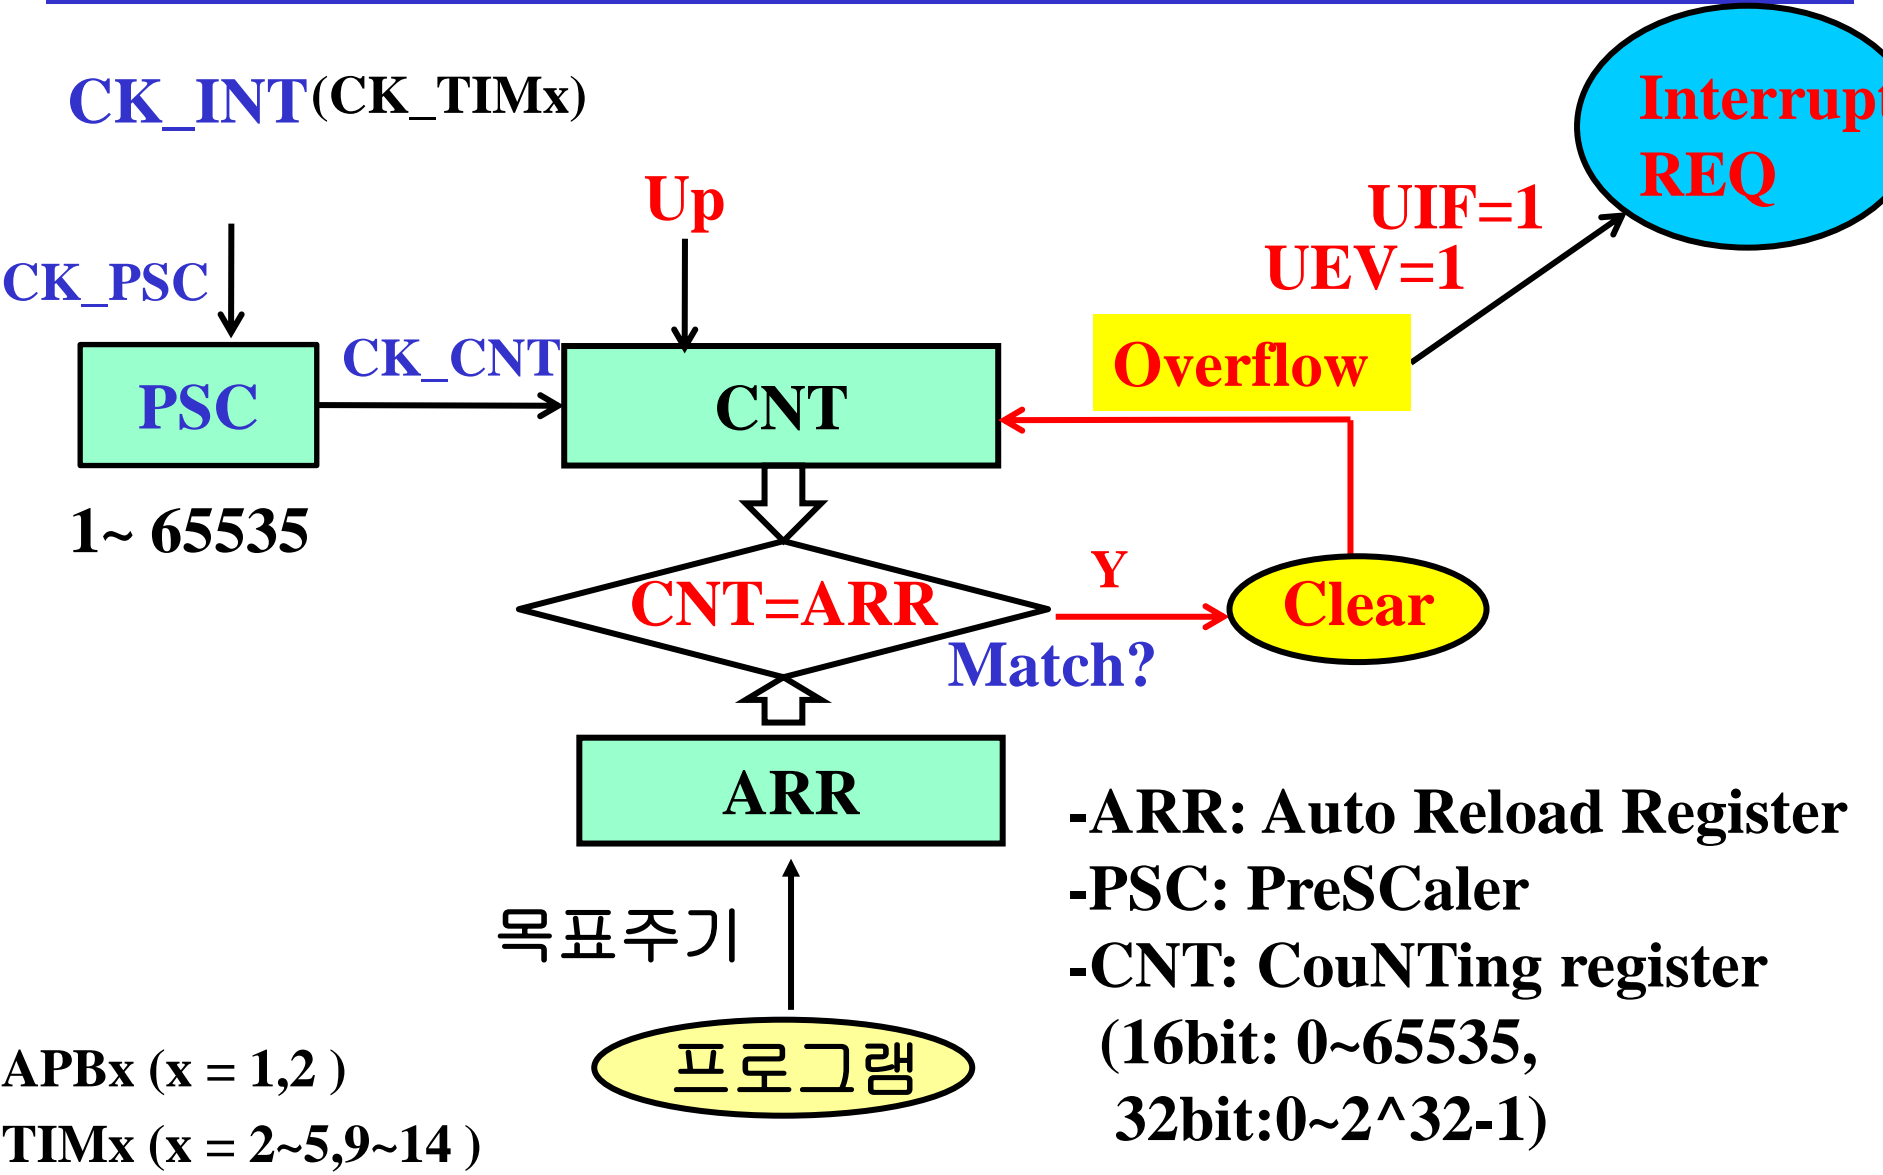 CK_INT(CK_TIMx)
Interrupt
REQ
Up
UIF=1
UEV=1
CK_PSC
CK_CNT
Overflow
PSC
CNT
1~ 65535
Y
CNT=ARR
Clear
Match?
ARR
-ARR: Auto Reload Register
-PSC: PreSCaler
목표주기
-CNT: CouNTing register
(16bit: 0~65535,
프로그램
APBx (x = 1,2 )
32bit:0~2^32-1)
TIMx (x = 2~5,9~14 )